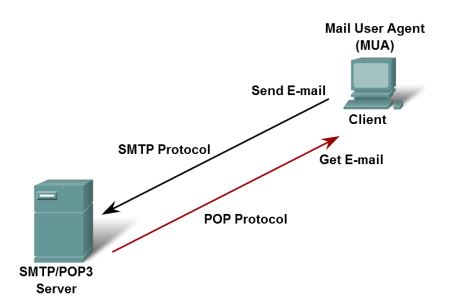 Mail User Agent
(MUA)
Send E-mail
Client
SMTP Protocol
Get E-mail
POP Protocol
SMTP/POP3
Server